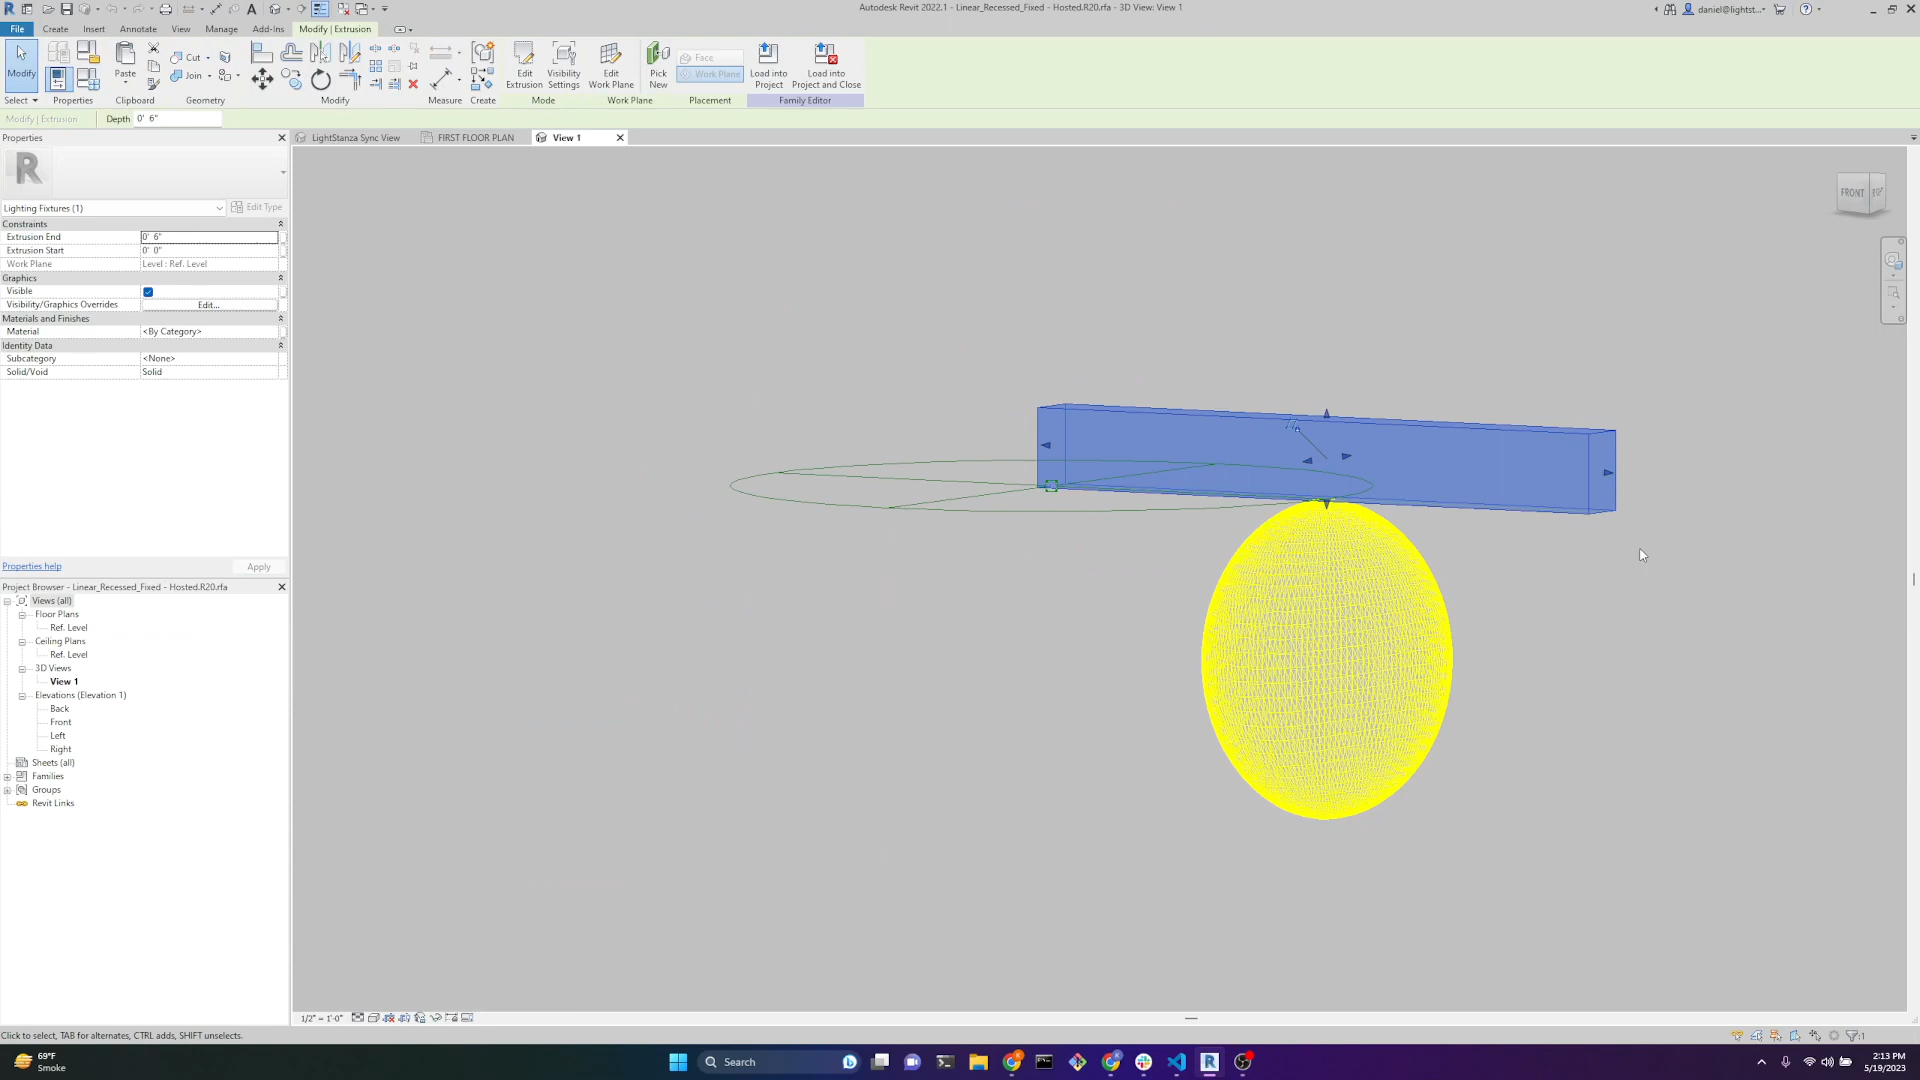 Autodesk Revit 2022.1 - Linear_Recessed_Fixed - Hosted.R20.rfa - 3D View: View 1
daniel@lightst...
File Create Insert Annotate View Manage Add-Ins Modify | Extrusion
Modify
Paste
Cut
Join
Edit Extrusion
Visibility Settings
Edit Work Plane
Pick New
Face
Work Plane
Load into Project
Load into Project and Close
Select Properties Clipboard Geometry Modify Measure Create Mode Work Plane Placement Family Editor
Modify | Extrusion Depth 0' 6"
Properties
LightStanza Sync View FIRST FLOOR PLAN View 1
R
Lighting Fixtures (1) Edit Type
Constraints
Extrusion End 0' 6"
Extrusion Start 0' 0"
Work Plane Level : Ref. Level
Graphics
Visible
Visibility/Graphics Overrides Edit...
Materials and Finishes
Material <By Category>
Identity Data
Subcategory <None>
Solid/Void Solid
FRONT
Properties help Apply
Project Browser - Linear_Recessed_Fixed - Hosted.R20.rfa
Views (all)
Floor Plans
Ref. Level
Ceiling Plans
Ref. Level
3D Views
View 1
Elevations (Elevation 1)
Back
Front
Left
Right
Sheets (all)
Families
Groups
Revit Links
1/2" = 1'-0"
Click to select, TAB for alternates, CTRL adds, SHIFT unselects.
:1
69°F
Smoke
Search
2:13 PM
5/19/2023